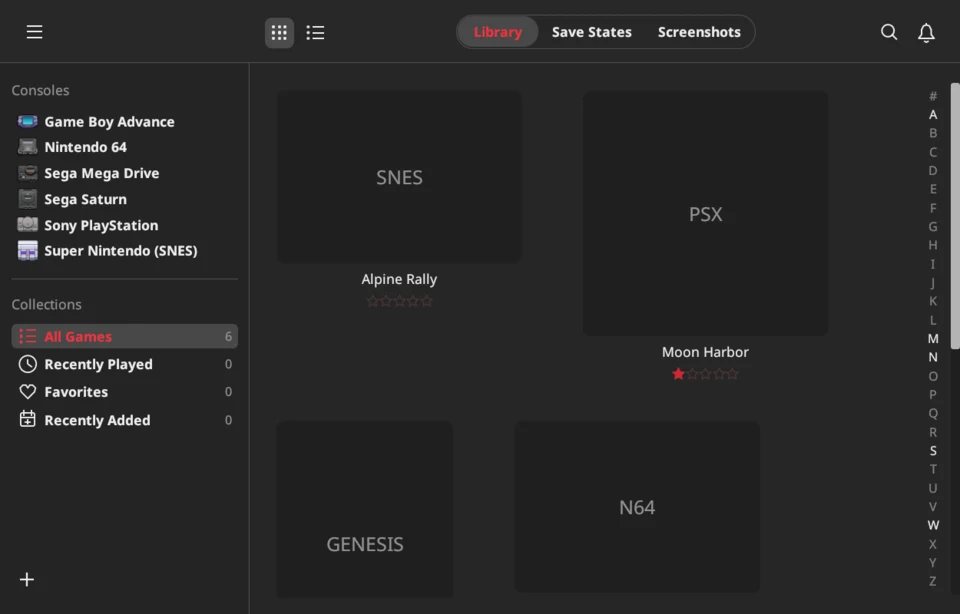 Library
Save States
Screenshots
Consoles
Game Boy Advance
Nintendo 64
Sega Mega Drive
Sega Saturn
Sony PlayStation
Super Nintendo (SNES)
Collections
All Games 6
Recently Played 0
Favorites 0
Recently Added 0
SNES
Alpine Rally
PSX
Moon Harbor
GENESIS
N64
#
A
B
C
D
E
F
G
H
I
J
K
L
M
N
O
P
Q
R
S
T
U
V
W
X
Y
Z